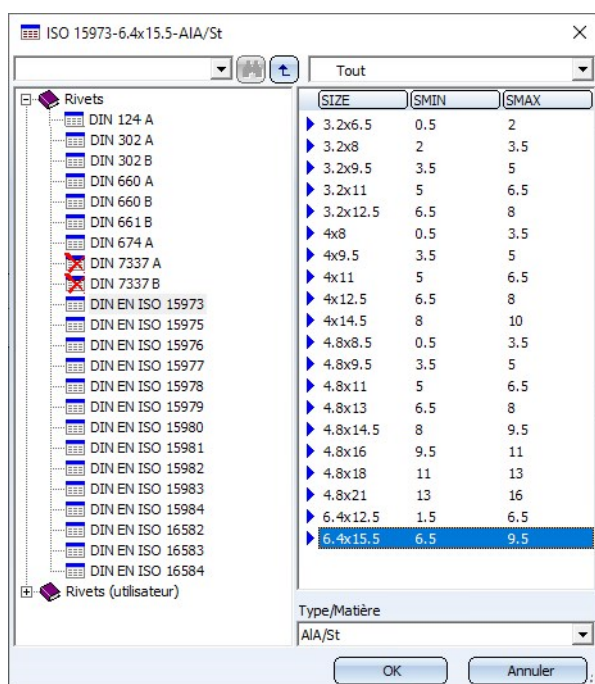 ISO 15973-6.4x15.5-AlA/St
Tout
Rivets
DIN 124 A
DIN 302 A
DIN 302 B
DIN 660 A
DIN 660 B
DIN 661 B
DIN 674 A
DIN 7337 A
DIN 7337 B
DIN EN ISO 15973
DIN EN ISO 15975
DIN EN ISO 15976
DIN EN ISO 15977
DIN EN ISO 15978
DIN EN ISO 15979
DIN EN ISO 15980
DIN EN ISO 15981
DIN EN ISO 15982
DIN EN ISO 15983
DIN EN ISO 15984
DIN EN ISO 16582
DIN EN ISO 16583
DIN EN ISO 16584
Rivets (utilisateur)
SIZE SMIN SMAX
3.2x6.5 0.5 2
3.2x8 2 3.5
3.2x9.5 3.5 5
3.2x11 5 6.5
3.2x12.5 6.5 8
4x8 0.5 3.5
4x9.5 3.5 5
4x11 5 6.5
4x12.5 6.5 8
4x14.5 8 10
4.8x8.5 0.5 3.5
4.8x9.5 3.5 5
4.8x11 5 6.5
4.8x13 6.5 8
4.8x14.5 8 9.5
4.8x16 9.5 11
4.8x18 11 13
4.8x21 13 16
6.4x12.5 1.5 6.5
6.4x15.5 6.5 9.5
Type/Matière
AlA/St
OK Annuler